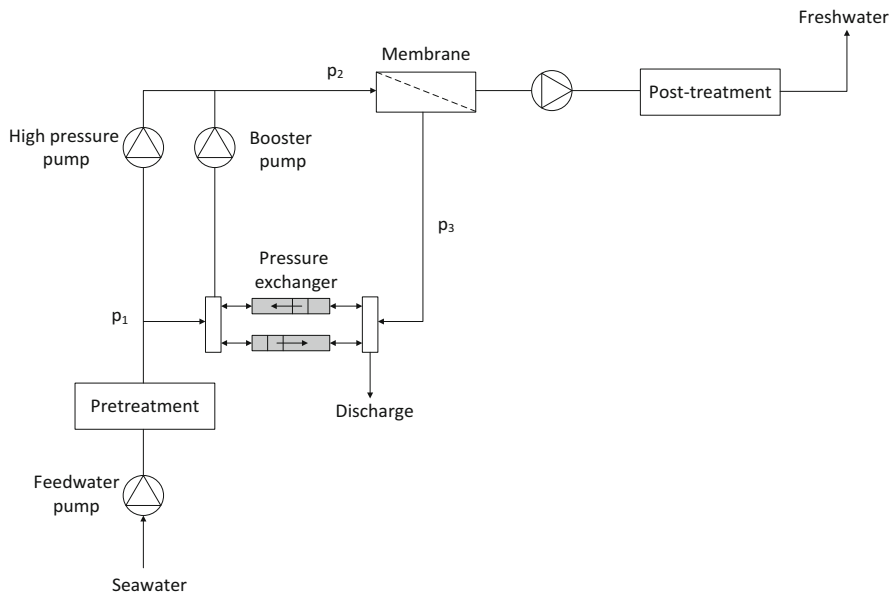 Freshwater
Membrane
p2
Post-treatment
High pressure
pump
Booster
pump
p3
Pressure
exchanger
p1
Pretreatment
Discharge
Feedwater
pump
Seawater